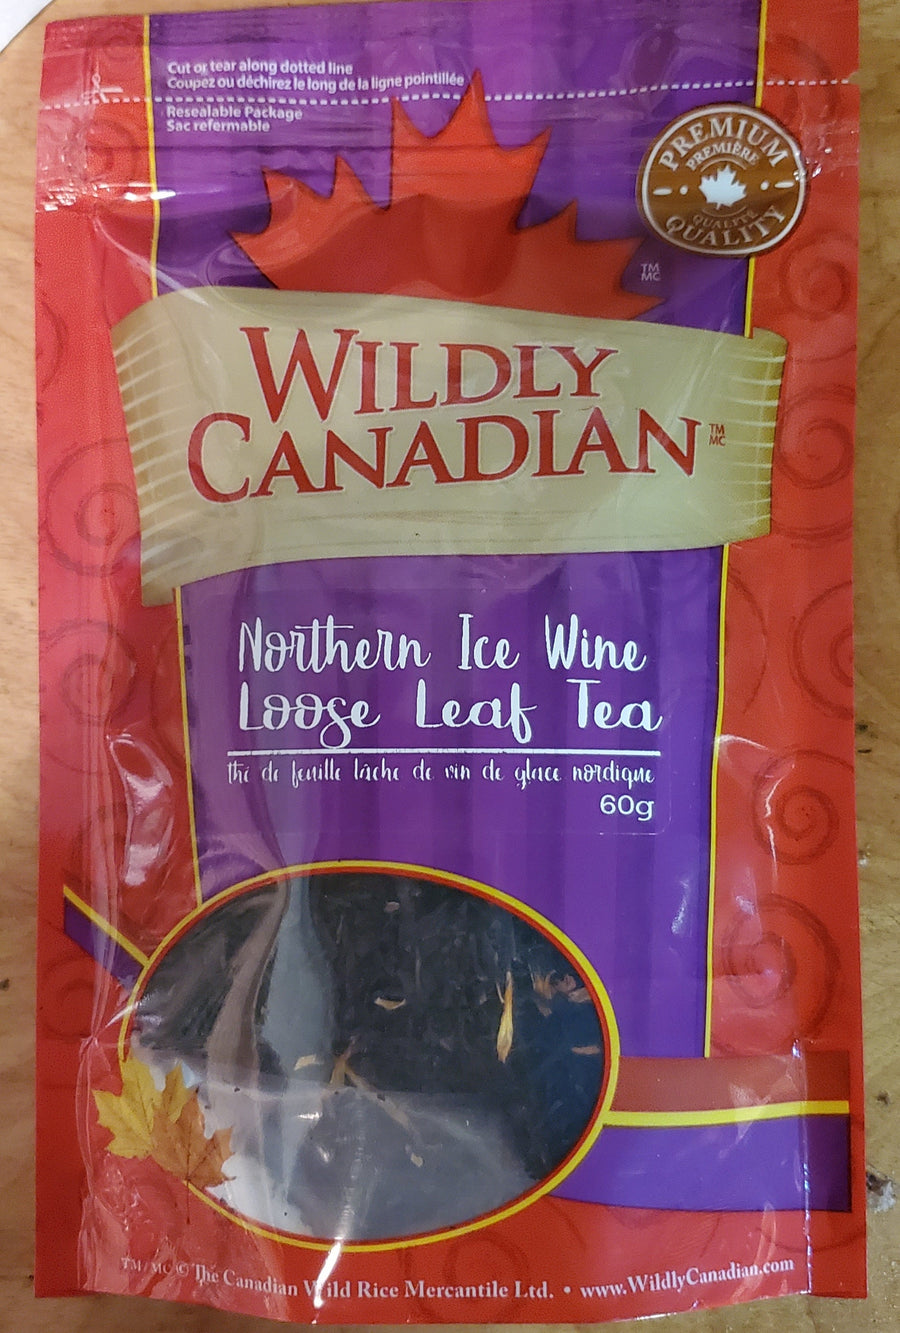 Cut or tear along dotted line
Coupez ou déchirez le long de la ligne pointillée
Resealable Package
Sac refermable
PREMIUM
PREMIÈRE
QUALITÉ
QUALITY
TM
MC
WILDLY
CANADIAN
TM
MC
Northern Ice Wine
Loose Leaf Tea
thé de feuille lâche de vin de glace nordique
60g
TM/MC © The Canadian Wild Rice Mercantile Ltd. • www.WildlyCanadian.com